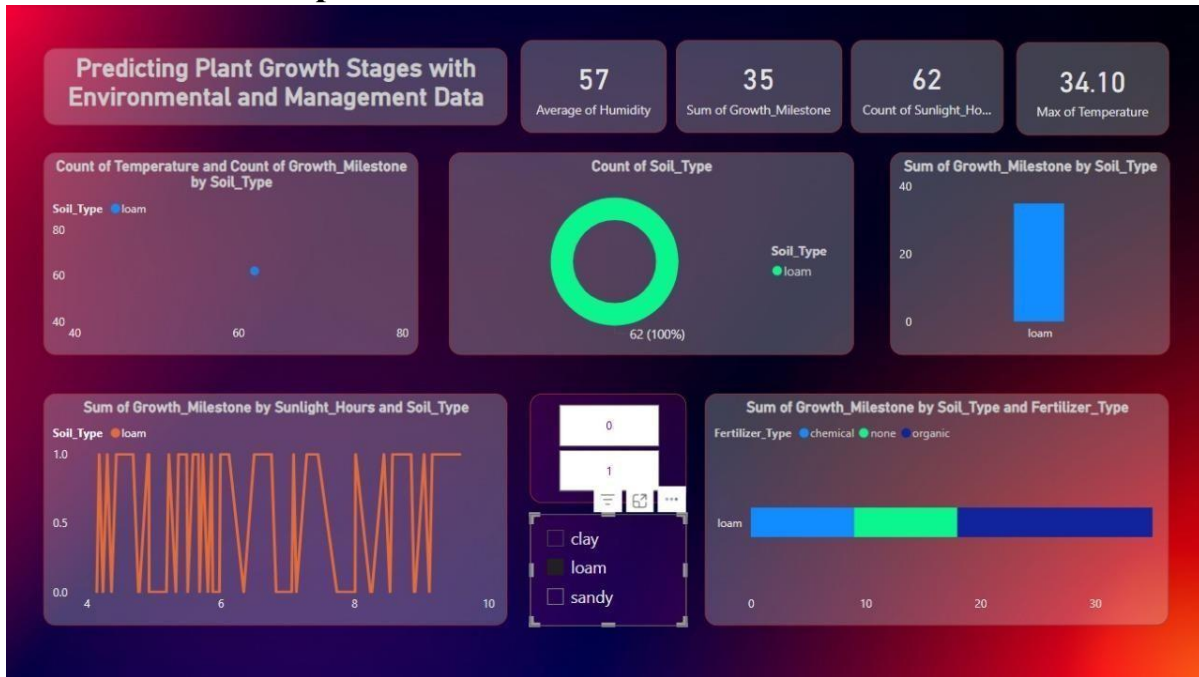 Predicting Plant Growth Stages with
Environmental and Management Data
57
Average of Humidity
35
Sum of Growth_Milestone
62
Count of Sunlight_Ho...
34.10
Max of Temperature
Count of Temperature and Count of Growth_Milestone
by Soil_Type
Soil_Type loam
80
60
40
40 60 80
Count of Soil_Type
Soil_Type
loam
62 (100%)
Sum of Growth_Milestone by Soil_Type
40
20
0
loam
Sum of Growth_Milestone by Sunlight_Hours and Soil_Type
Soil_Type loam
1.0
0.5
0.0
4 6 8 10
0
1
clay
loam
sandy
Sum of Growth_Milestone by Soil_Type and Fertilizer_Type
Fertilizer_Type chemical none organic
loam
0 10 20 30